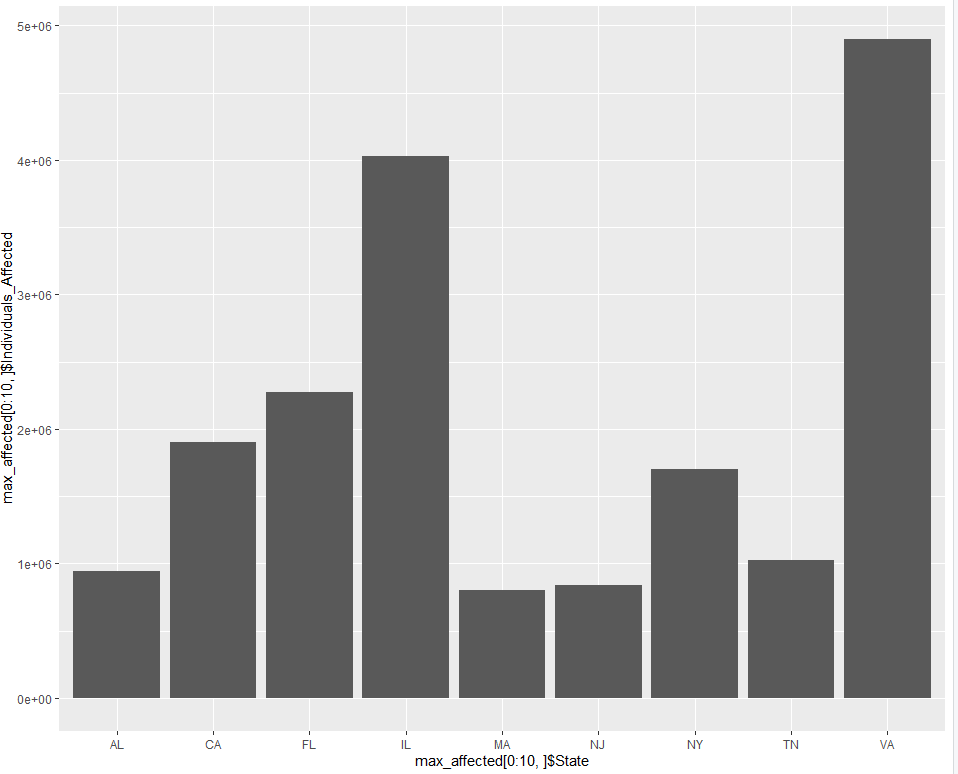 5e+06
4e+06
3e+06
2e+06
1e+06
0e+00
max_affected[0:10, ]$Individuals_Affected
AL CA FL IL MA NJ NY TN VA
max_affected[0:10, ]$State